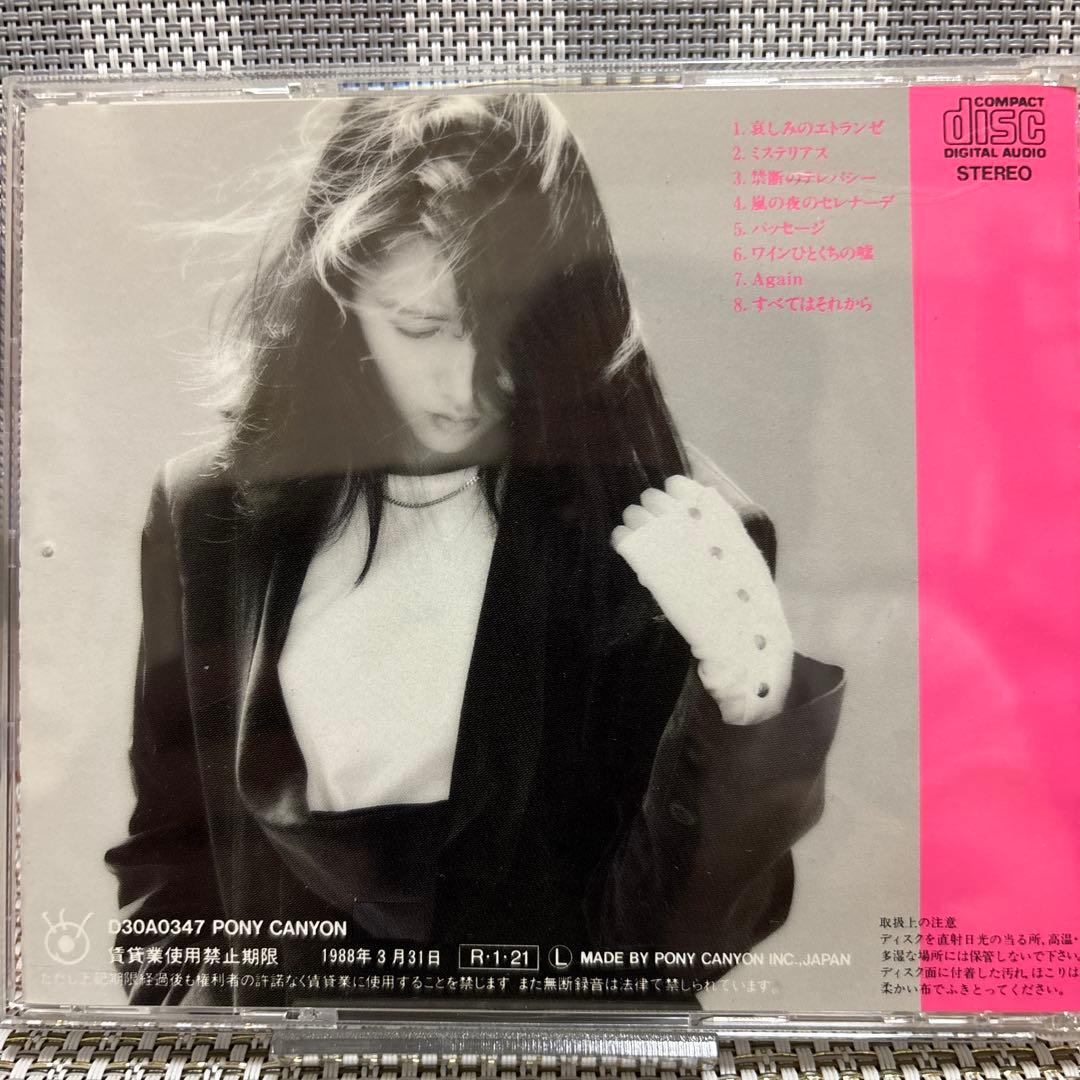 1. 哀しみのエトランゼ
2. ミステリアス
3. 禁断のテレパシー
4. 嵐の夜のセレナーデ
5. パッセージ
6. ワインひとくちの嘘
7. Again
8. すべてはそれから
COMPACT
disc
DIGITAL AUDIO
STEREO
D30A0347 PONY CANYON
賃貸業使用禁止期限 1988年3月31日 R・1・21 L MADE BY PONY CANYON INC.,JAPAN
ただし上記期限経過後も権利者の許諾なく賃貸業に使用することを禁じます また無断録音は法律で禁じられています。
取扱上の注意
ディスクを直射日光の当る所、高温・
多湿な場所には保管しないで下さい。
ディスク面に付着した汚れ、ほこりは
柔かい布でふきとってください。